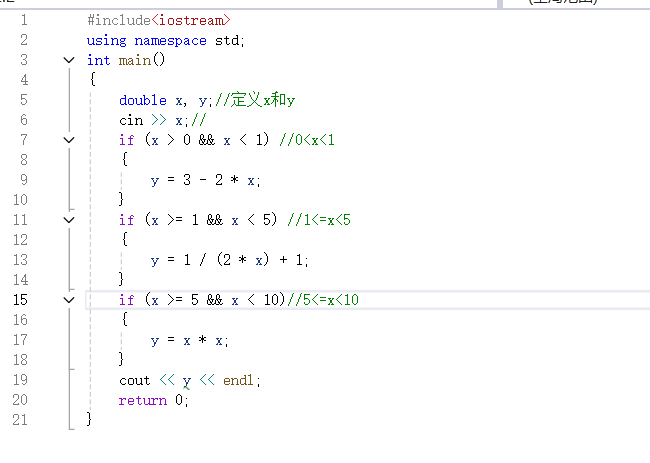 1 #include<iostream>
2 using namespace std;
3 int main()
4 {
5 double x, y;//定义x和y
6 cin >> x;//
7 if (x > 0 && x < 1) //0<x<1
8 {
9 y = 3 - 2 * x;
10 }
11 if (x >= 1 && x < 5) //1<=x<5
12 {
13 y = 1 / (2 * x) + 1;
14 }
15 if (x >= 5 && x < 10)//5<=x<10
16 {
17 y = x * x;
18 }
19 cout << y << endl;
20 return 0;
21 }